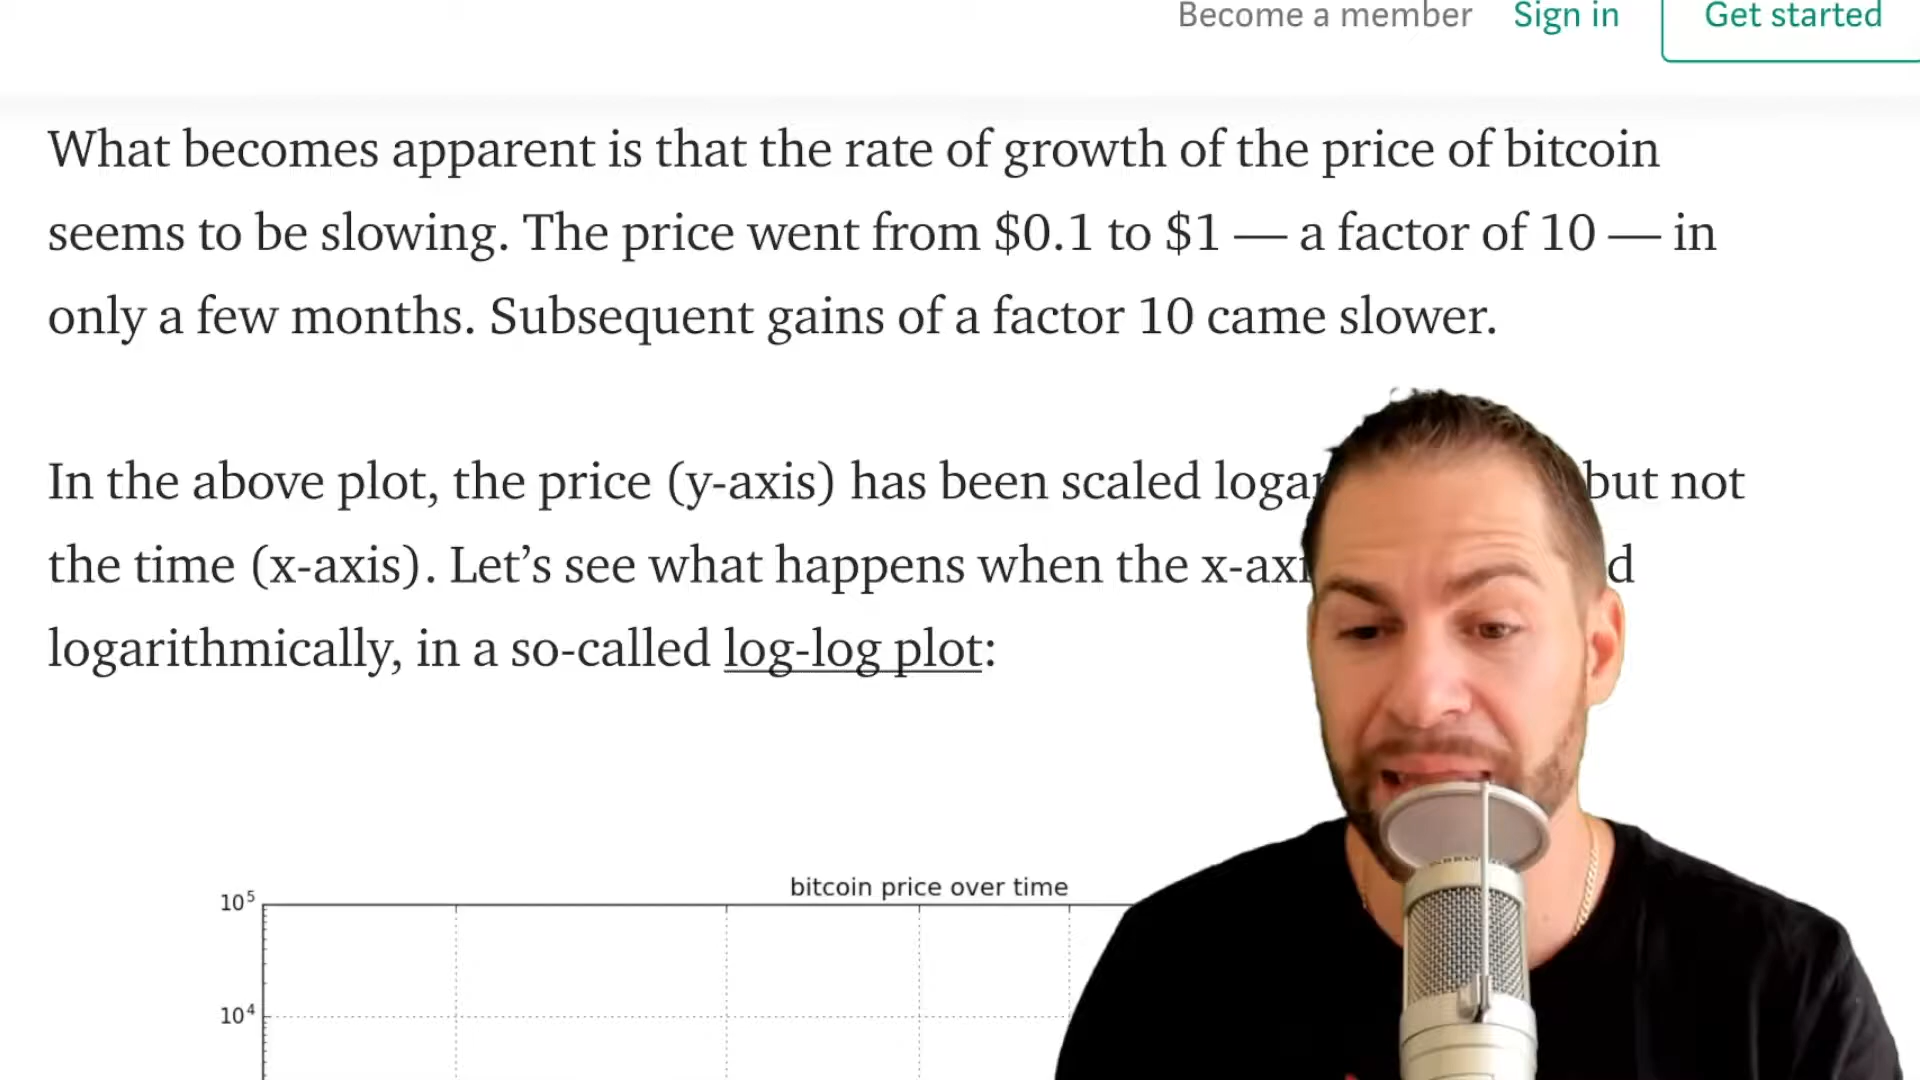 Become a member Sign in Get started
What becomes apparent is that the rate of growth of the price of bitcoin
seems to be slowing. The price went from $0.1 to $1 — a factor of 10 — in
only a few months. Subsequent gains of a factor 10 came slower.
In the above plot, the price (y-axis) has been scaled but not
the time (x-axis). Let’s see what happens when the
logarithmically, in a so-called log-log plot:
bitcoin price over time
10⁵
10⁴